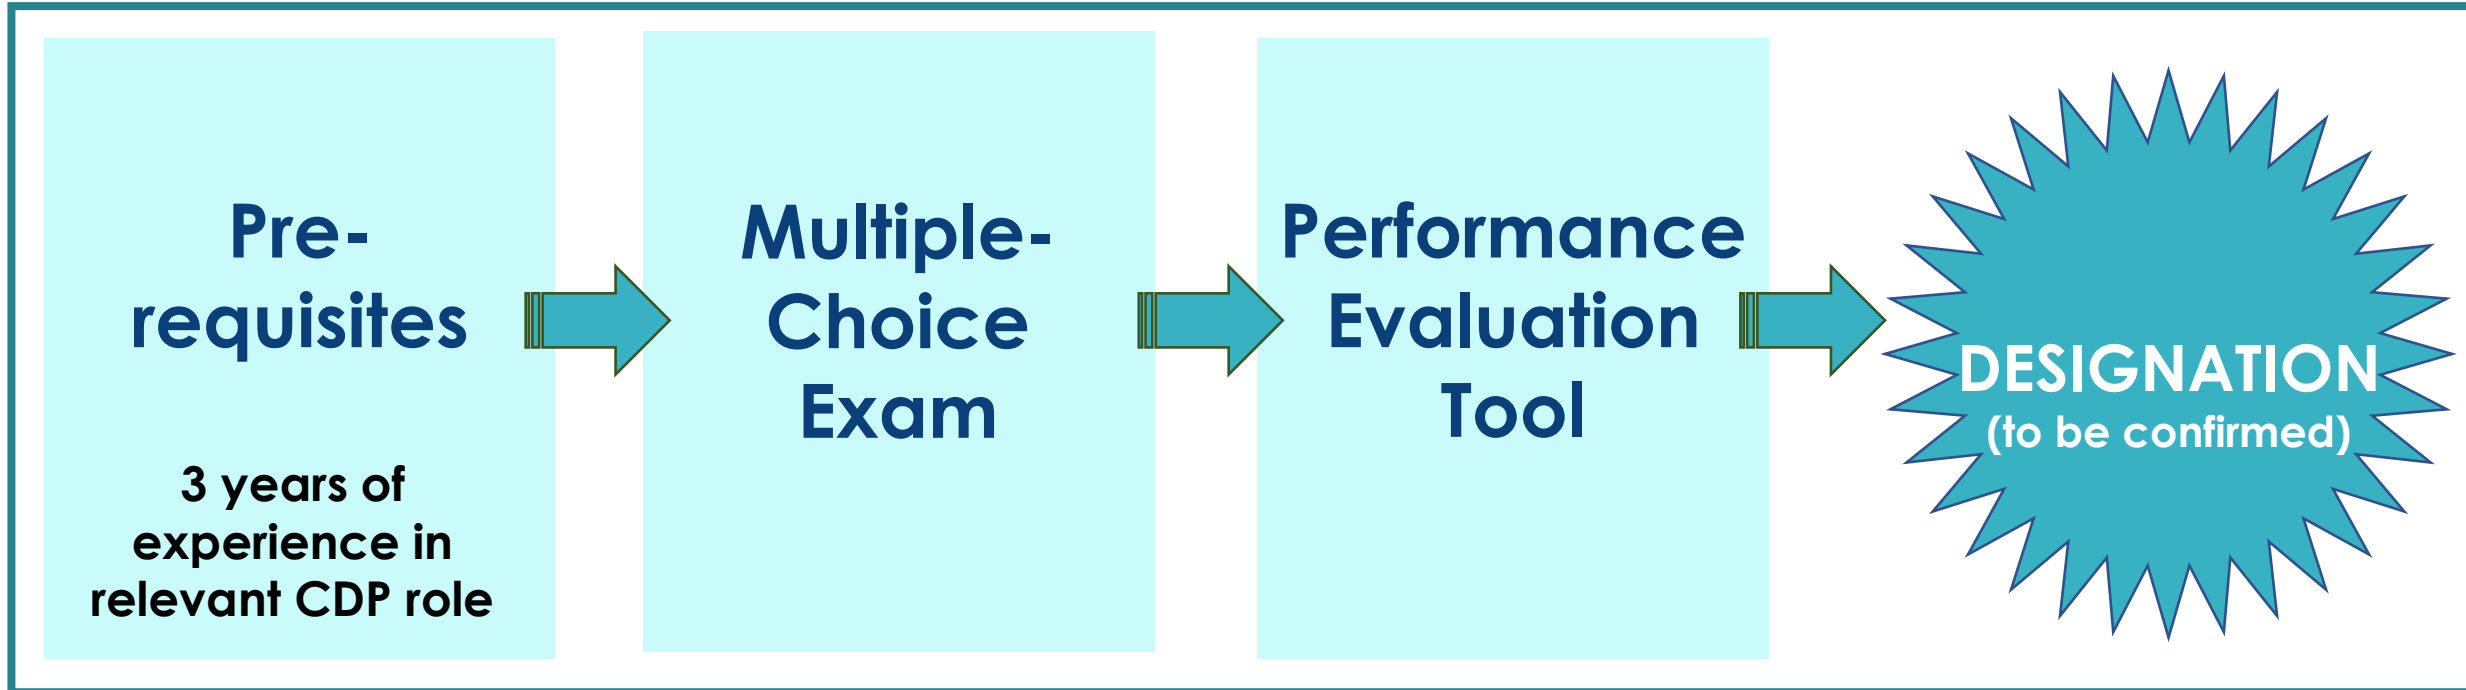 Pre-
requisites
3 years of
experience in
relevant CDP role
Multiple-
Choice
Exam
Performance
Evaluation
Tool
DESIGNATION
(to be confirmed)